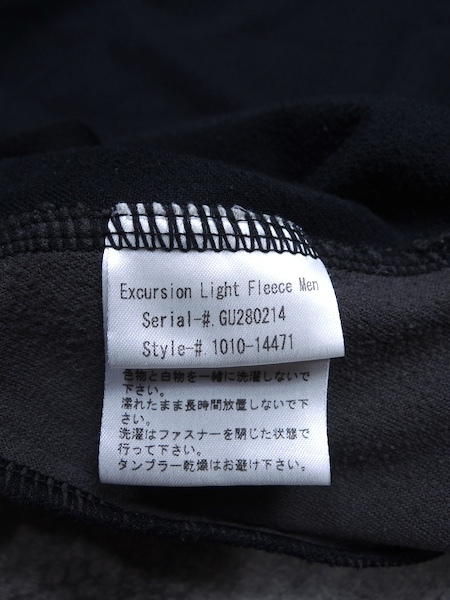 Excursion Light Fleece Men
Serial-#. GU280214
Style-#. 1010-14471
色物と白物を一緒に洗濯しないで
下さい。
濡れたまま長時間放置しないで下
さい。
洗濯はファスナーを閉じた状態で
行って下さい。
タンブラー乾燥はお避け下さい。